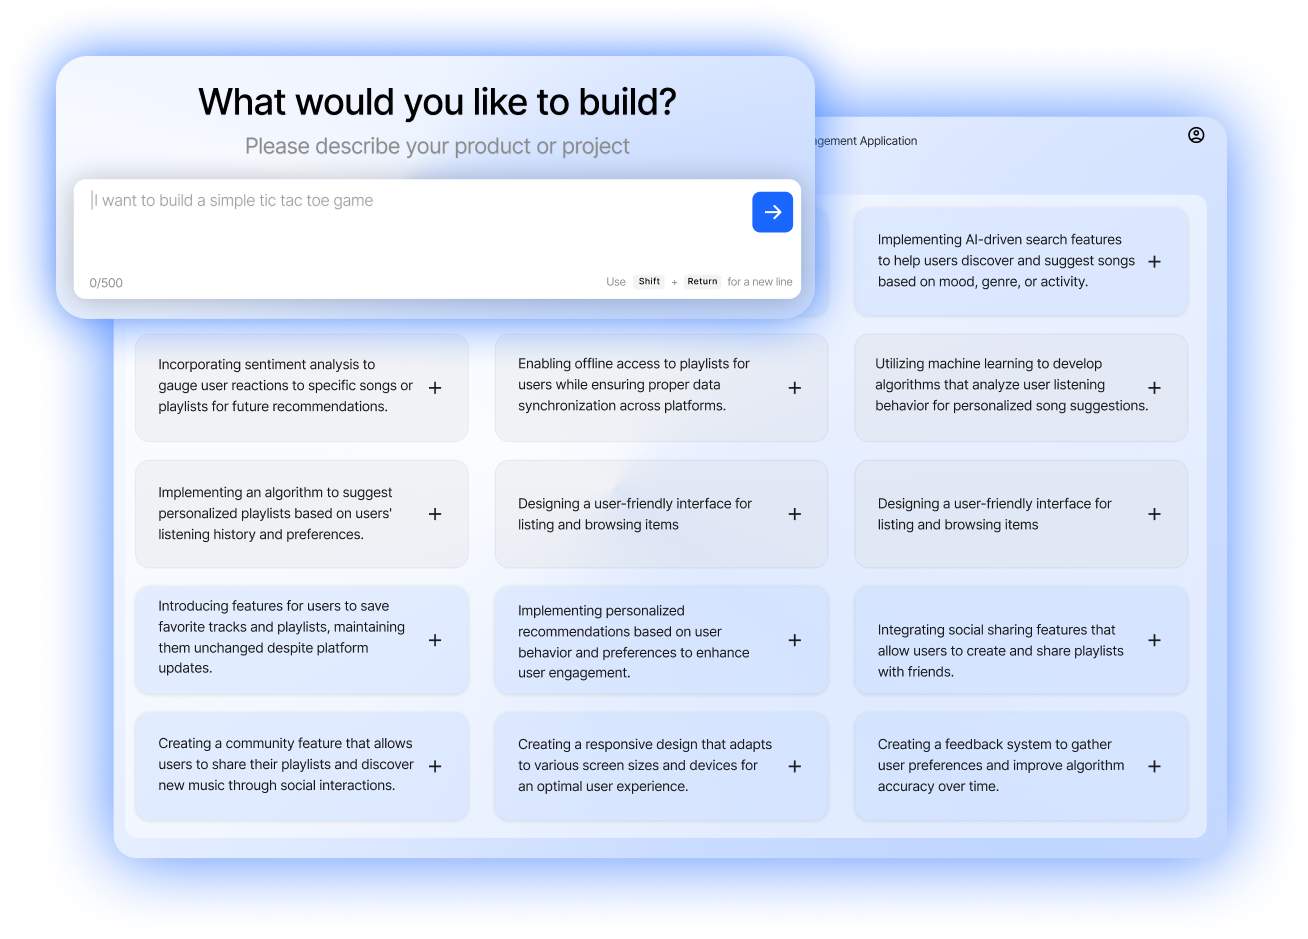 What would you like to build?
Please describe your product or project
I want to build a simple tic tac toe game
0/500
Use Shift + Return for a new line
Application
Implementing AI-driven search features
to help users discover and suggest songs
based on mood, genre, or activity.
Incorporating sentiment analysis to
gauge user reactions to specific songs or
playlists for future recommendations.
Enabling offline access to playlists for
users while ensuring proper data
synchronization across platforms.
Utilizing machine learning to develop
algorithms that analyze user listening
behavior for personalized song suggestions.
Implementing an algorithm to suggest
personalized playlists based on users'
listening history and preferences.
Designing a user-friendly interface for
listing and browsing items
Designing a user-friendly interface for
listing and browsing items
Introducing features for users to save
favorite tracks and playlists, maintaining
them unchanged despite platform
updates.
Implementing personalized
recommendations based on user
behavior and preferences to enhance
user engagement.
Integrating social sharing features that
allow users to create and share playlists
with friends.
Creating a community feature that allows
users to share their playlists and discover
new music through social interactions.
Creating a responsive design that adapts
to various screen sizes and devices for
an optimal user experience.
Creating a feedback system to gather
user preferences and improve algorithm
accuracy over time.